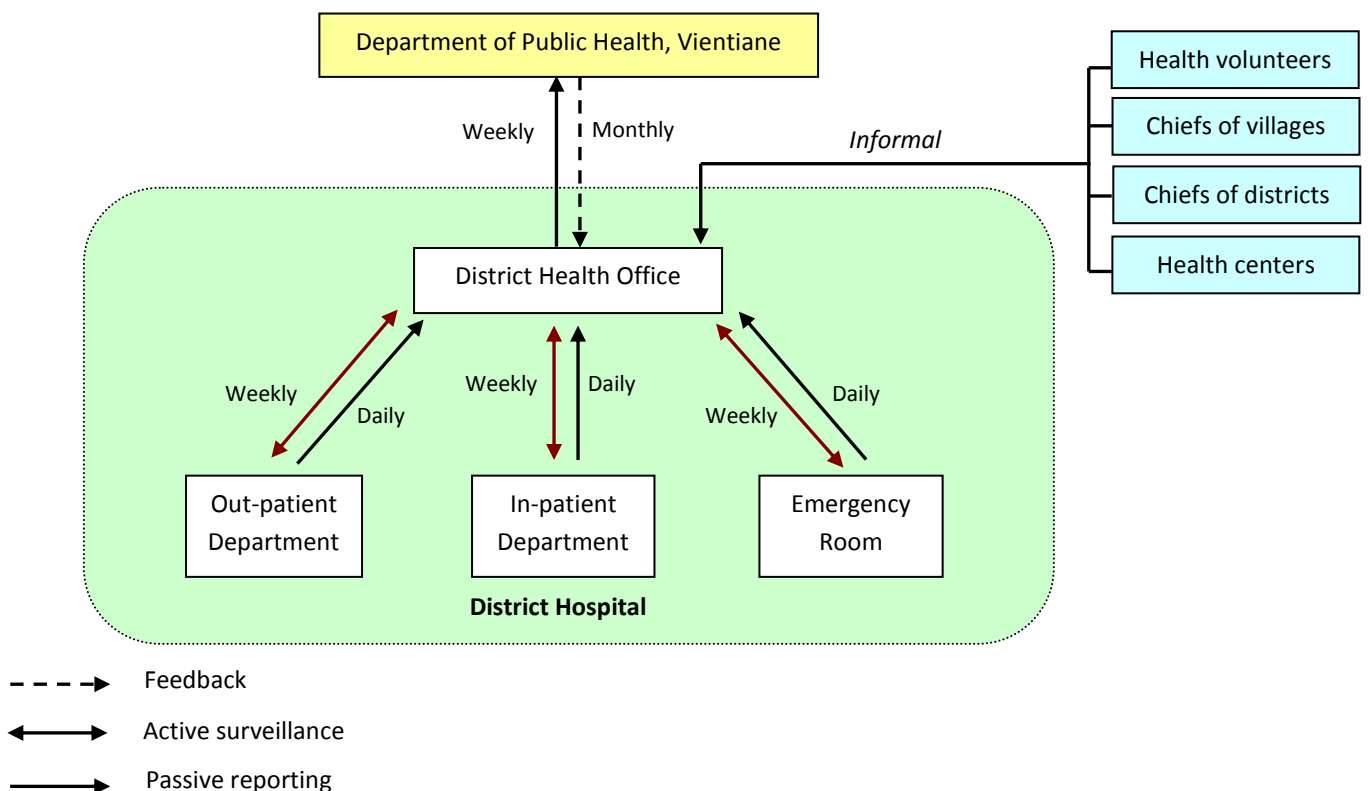 Department of Public Health, Vientiane
Health volunteers
Chiefs of villages
Chiefs of districts
Health centers
Weekly
Monthly
Informal
District Health Office
Weekly
Daily
Weekly
Daily
Weekly
Daily
Out-patient
Department
In-patient
Department
Emergency
Room
District Hospital
Feedback
Active surveillance
Passive reporting